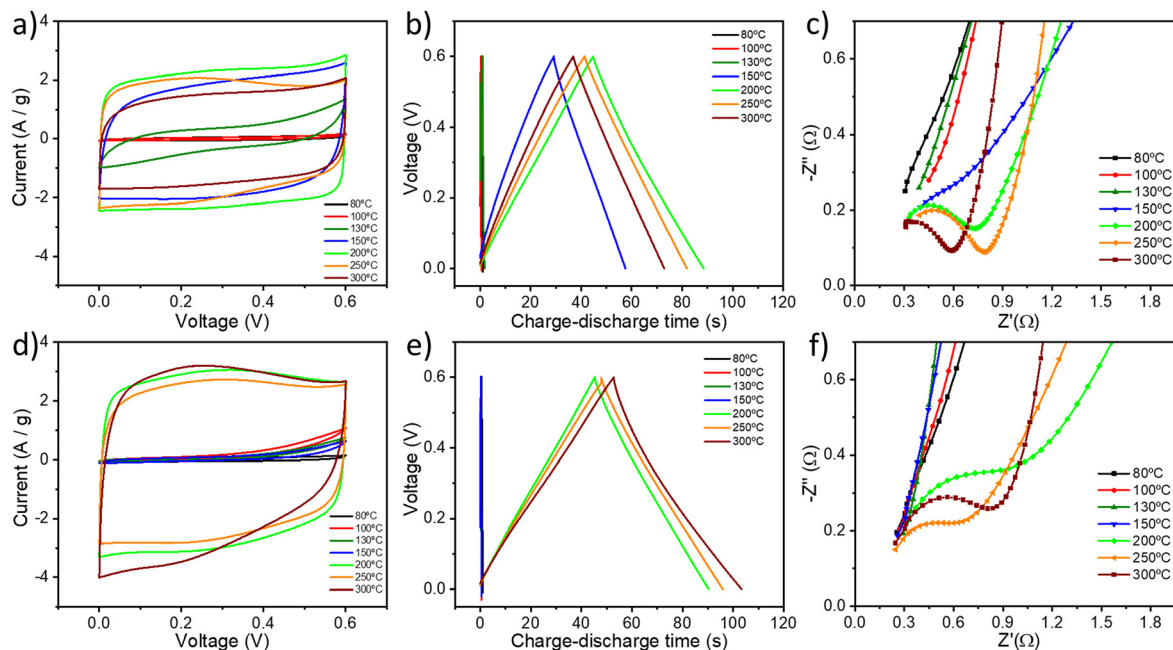 a)
4
2
0
-2
-4
Current (A / g)
0.0 0.2 0.4 0.6
Voltage (V)
80ºC
100ºC
130ºC
150ºC
200ºC
250ºC
300ºC
b)
0.6
0.4
0.2
0.0
Voltage (V)
0 20 40 60 80 100 120
Charge-discharge time (s)
80ºC
100ºC
130ºC
150ºC
200ºC
250ºC
300ºC
c)
-0.6
0.4
0.2
0.0
-Z'' (Ω)
0.0 0.3 0.6 0.9 1.2 1.5 1.8
Z'(Ω)
80ºC
100ºC
130ºC
150ºC
200ºC
250ºC
300ºC
d)
4
2
0
-2
-4
Current (A / g)
0.0 0.2 0.4 0.6
Voltage (V)
80ºC
100ºC
130ºC
150ºC
200ºC
250ºC
300ºC
e)
0.6
0.4
0.2
0.0
Voltage (V)
0 20 40 60 80 100 120
Charge-discharge time (s)
80ºC
100ºC
130ºC
150ºC
200ºC
250ºC
300ºC
f)
-0.6
0.4
0.2
0.0
-Z'' (Ω)
0.0 0.3 0.6 0.9 1.2 1.5 1.8
Z'(Ω)
80ºC
100ºC
130ºC
150ºC
200ºC
250ºC
300ºC